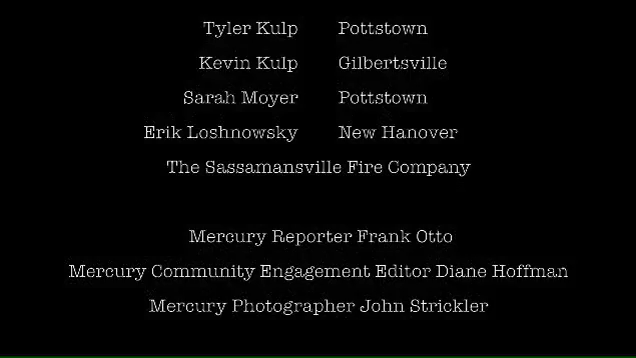 Tyler Kulp Pottstown
Kevin Kulp Gilbertsville
Sarah Moyer Pottstown
Erik Loshnowsky New Hanover
The Sassamansville Fire Company
Mercury Reporter Frank Otto
Mercury Community Engagement Editor Diane Hoffman
Mercury Photographer John Strickler